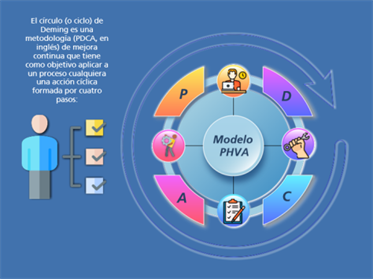 El círculo (o ciclo) de
Deming es una
metodología (PDCA, en
inglés) de mejora
continua que tiene
como objetivo aplicar a
un proceso cualquiera
una acción cíclica
formada por cuatro
pasos:
P
D
Modelo
PHVA
A
C